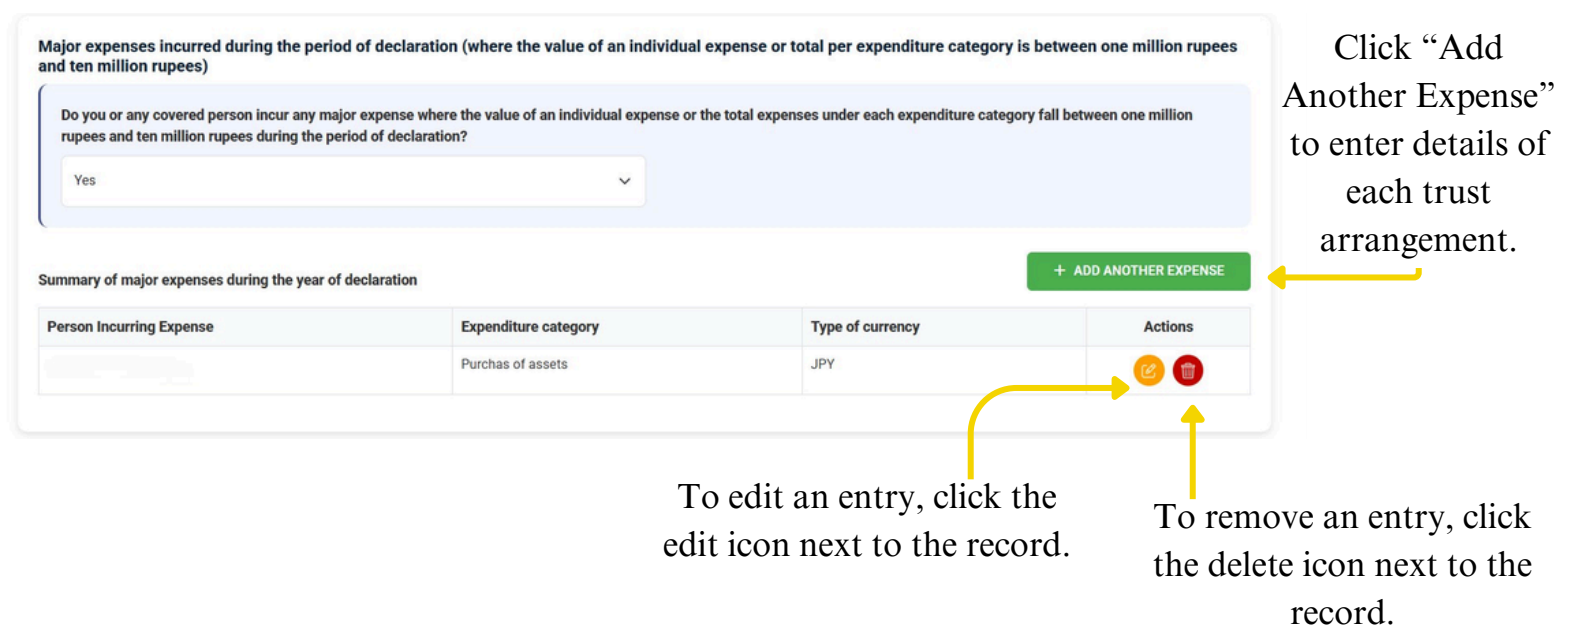 Major expenses incurred during the period of declaration (where the value of an individual expense or total per expenditure category is between one million rupees
and ten million rupees)
Do you or any covered person incur any major expense where the value of an individual expense or the total expenses under each expenditure category fall between one million
rupees and ten million rupees during the period of declaration?
Yes
Summary of major expenses during the year of declaration
+ ADD ANOTHER EXPENSE
Person Incurring Expense
Expenditure category
Type of currency
Actions
Purchas of assets
JPY
Click “Add
Another Expense”
to enter details of
each trust
arrangement.
To edit an entry, click the
edit icon next to the record.
To remove an entry, click
the delete icon next to the
record.